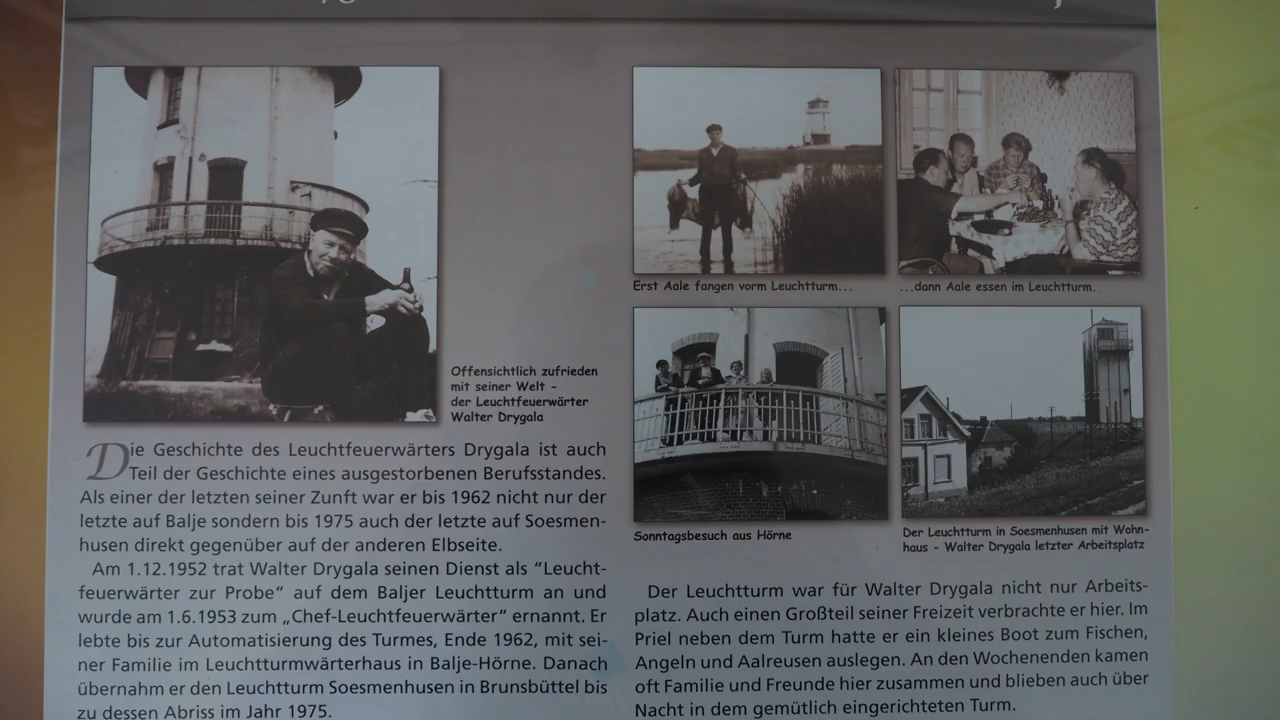 Offensichtlich zufrieden
mit seiner Welt -
der Leuchtfeuerwärter
Walter Drygala
Die Geschichte des Leuchtfeuerwärters Drygala ist auch
Teil der Geschichte eines ausgestorbenen Berufsstandes.
Als einer der letzten seiner Zunft war er bis 1962 nicht nur der
letzte auf Balje sondern bis 1975 auch der letzte auf Soesmen-
husen direkt gegenüber auf der anderen Elbseite.
Am 1.12.1952 trat Walter Drygala seinen Dienst als “Leucht-
feuerwärter zur Probe“ auf dem Baljer Leuchtturm an und
wurde am 1.6.1953 zum „Chef-Leuchtfeuerwärter“ ernannt. Er
lebte bis zur Automatisierung des Turmes, Ende 1962, mit sei-
ner Familie im Leuchtturmwärterhaus in Balje-Hörne. Danach
übernahm er den Leuchtturm Soesmenhusen in Brunsbüttel bis
zu dessen Abriss im Jahr 1975.
Erst Aale fangen vorm Leuchtturm...
...dann Aale essen im Leuchtturm.
Sonntagsbesuch aus Hörne
Der Leuchtturm in Soesmenhusen mit Wohn-
haus - Walter Drygala letzter Arbeitsplatz
Der Leuchtturm war für Walter Drygala nicht nur Arbeits-
platz. Auch einen Großteil seiner Freizeit verbrachte er hier. Im
Priel neben dem Turm hatte er ein kleines Boot zum Fischen,
Angeln und Aalreusen auslegen. An den Wochenenden kamen
oft Familie und Freunde hier zusammen und blieben auch über
Nacht in dem gemütlich eingerichteten Turm.